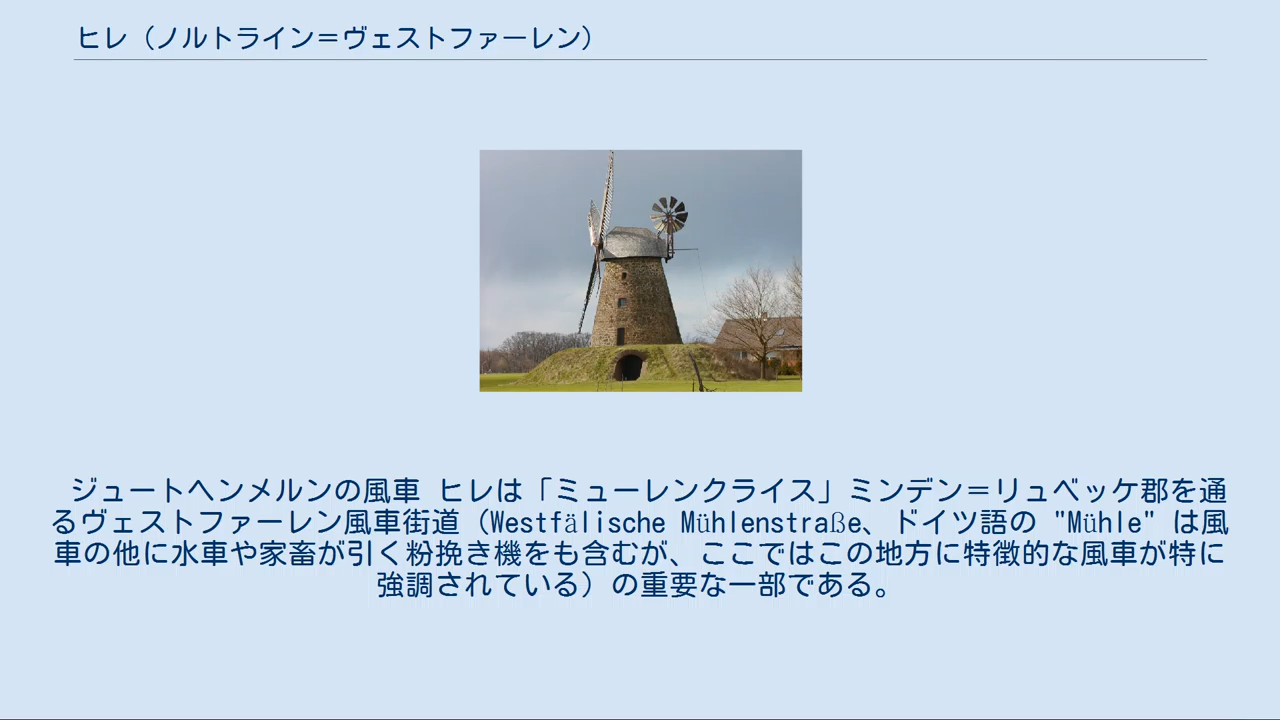 ヒレ（ノルトライン＝ヴェストファーレン）
ジュートヘンメルンの風車 ヒレは「ミューレンクライス」ミンデン＝リュベッケ郡を通
るヴェストファーレン風車街道（Westfälische Mühlenstraße、ドイツ語の "Mühle" は風
車の他に水車や家畜が引く粉挽き機をも含むが、ここではこの地方に特徴的な風車が特に
強調されている）の重要な一部である。